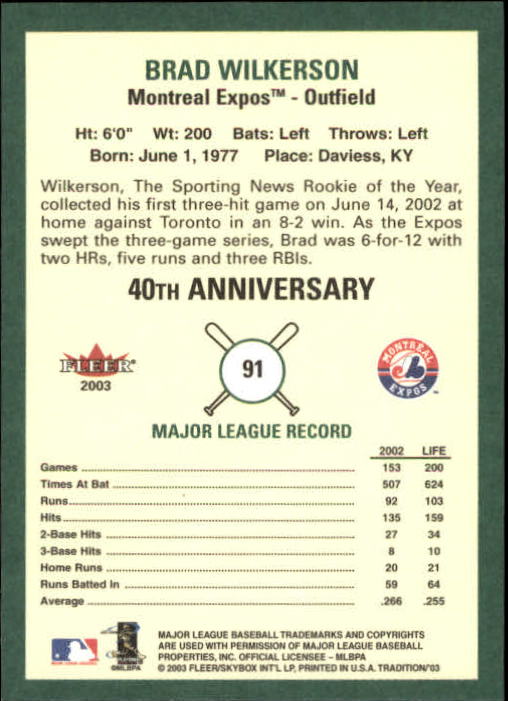 BRAD WILKERSON
Montreal Expos™ - Outfield
Ht: 6'0" Wt: 200 Bats: Left Throws: Left
Born: June 1, 1977 Place: Daviess, KY
Wilkerson, The Sporting News Rookie of the Year,
collected his first three-hit game on June 14, 2002 at
home against Toronto in an 8-2 win. As the Expos
swept the three-game series, Brad was 6-for-12 with
two HRs, five runs and three RBIs.
40TH ANNIVERSARY
FLEER®
2003
91
MONTRÉAL
EXPOS
™
MAJOR LEAGUE RECORD
2002 LIFE
Games 153 200
Times At Bat 507 624
Runs 92 103
Hits 135 159
2-Base Hits 27 34
3-Base Hits 8 10
Home Runs 20 21
Runs Batted In 59 64
Average .266 .255
©MLBPA
MAJOR LEAGUE BASEBALL TRADEMARKS AND COPYRIGHTS
ARE USED WITH PERMISSION OF MAJOR LEAGUE BASEBALL
PROPERTIES, INC. OFFICIAL LICENSEE – MLBPA
© 2003 FLEER/SKYBOX INT'L LP, PRINTED IN U.S.A. TRADITION/'03